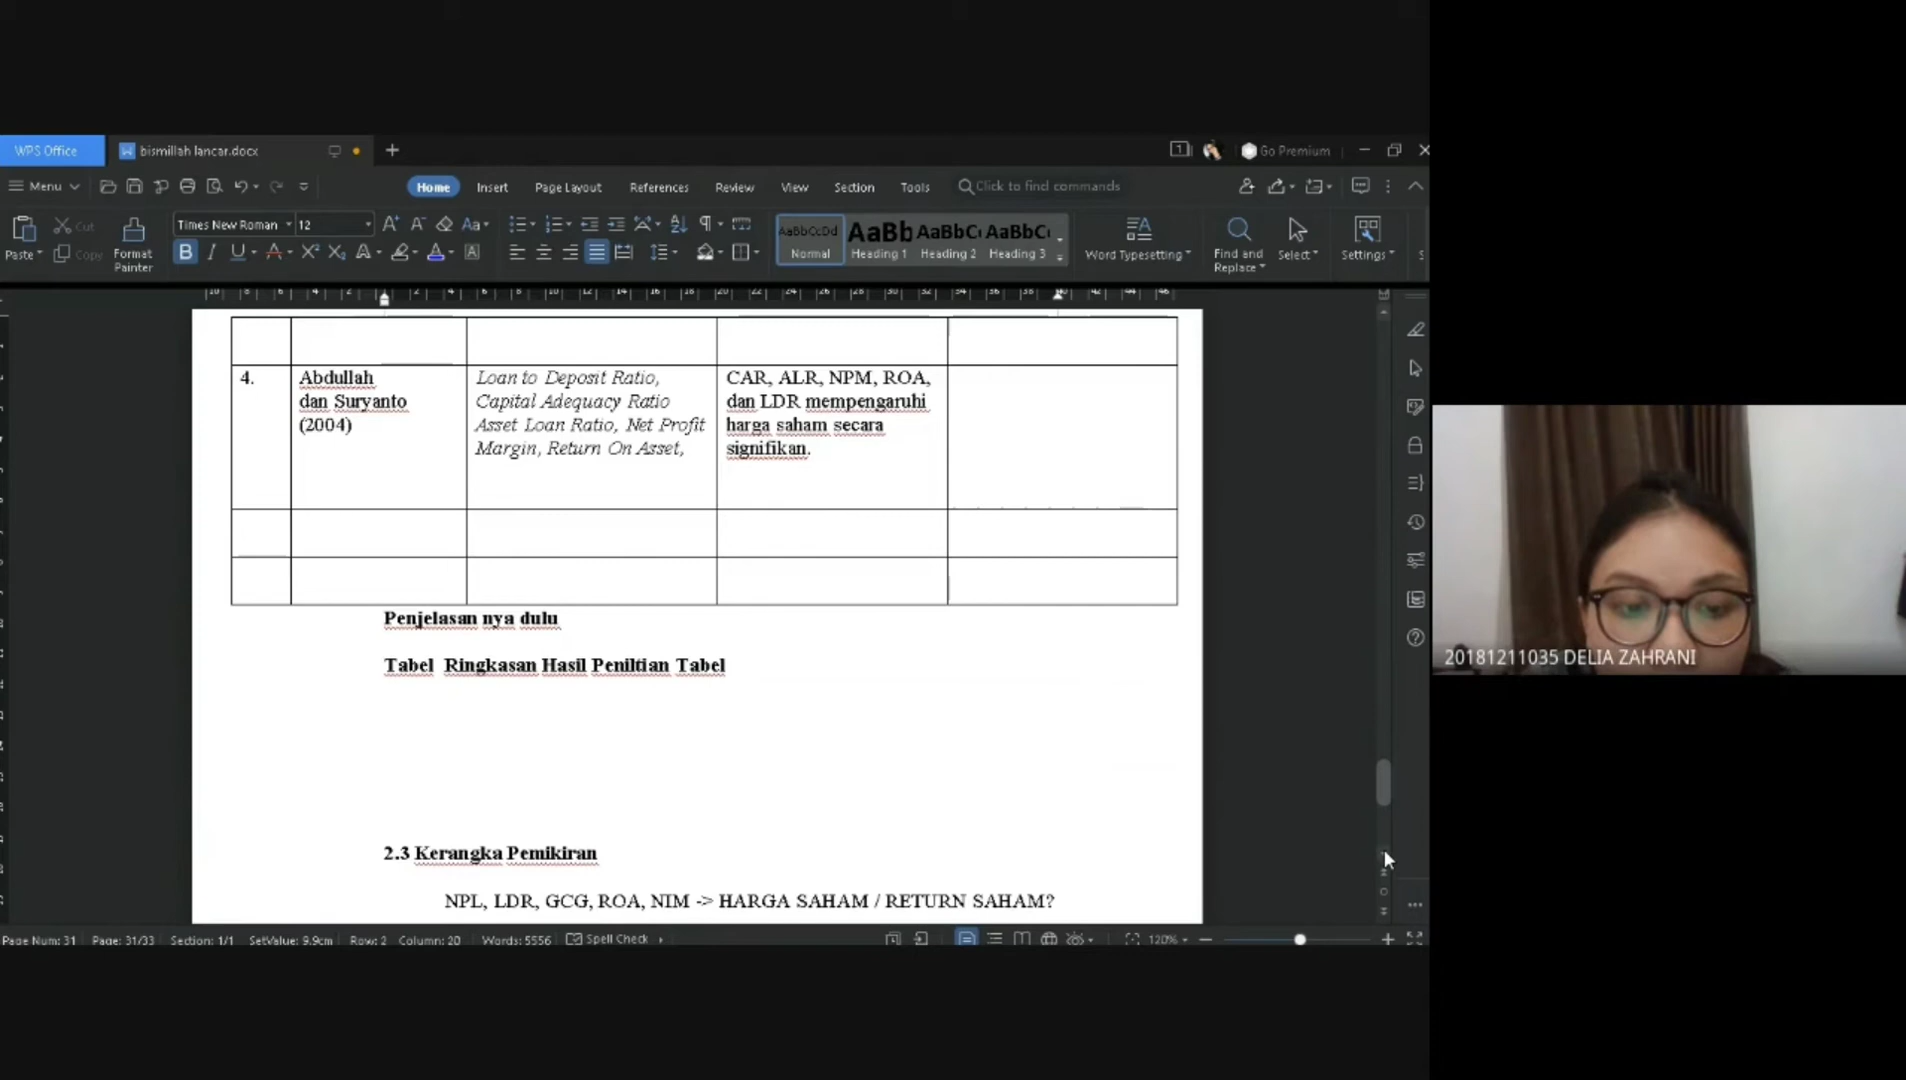 WPS Office
bismillah lancar.docx
Go Premium
Menu
Home Insert Page Layout References Review View Section Tools Click to find commands
Paste
Cut
Copy
Format Painter
Times New Roman 12
AaBbCcDd Normal
AaBb Heading 1
AaBbC Heading 2
AaBbC Heading 3
Word Typesetting
Find and Replace
Select
Settings
4.
Abdullah
dan Suryanto
(2004)
Loan to Deposit Ratio,
Capital Adequacy Ratio
Asset Loan Ratio, Net Profit
Margin, Return On Asset,
CAR, ALR, NPM, ROA,
dan LDR mempengaruhi
harga saham secara
signifikan.
Penjelasan nya dulu
Tabel Ringkasan Hasil Peniltian Tabel
2.3 Kerangka Pemikiran
NPL, LDR, GCG, ROA, NIM -> HARGA SAHAM / RETURN SAHAM?
Page Num: 31 Page: 31/33 Section: 1/1 SetValue: 9.9cm Row: 2 Column: 20 Words: 5556 Spell Check 120%
20181211035 DELIA ZAHRANI